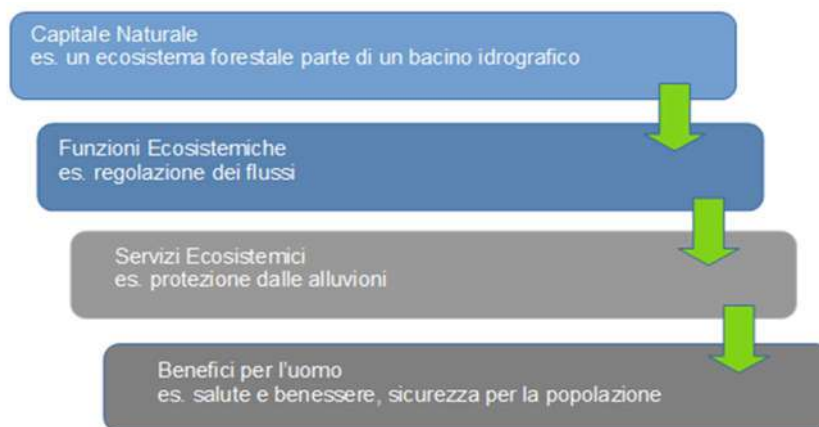 Capitale Naturale
es. un ecosistema forestale parte di un bacino idrografico
Funzioni Ecosistemiche
es. regolazione dei flussi
Servizi Ecosistemici
es. protezione dalle alluvioni
Benefici per l'uomo
es. salute e benessere, sicurezza per la popolazione